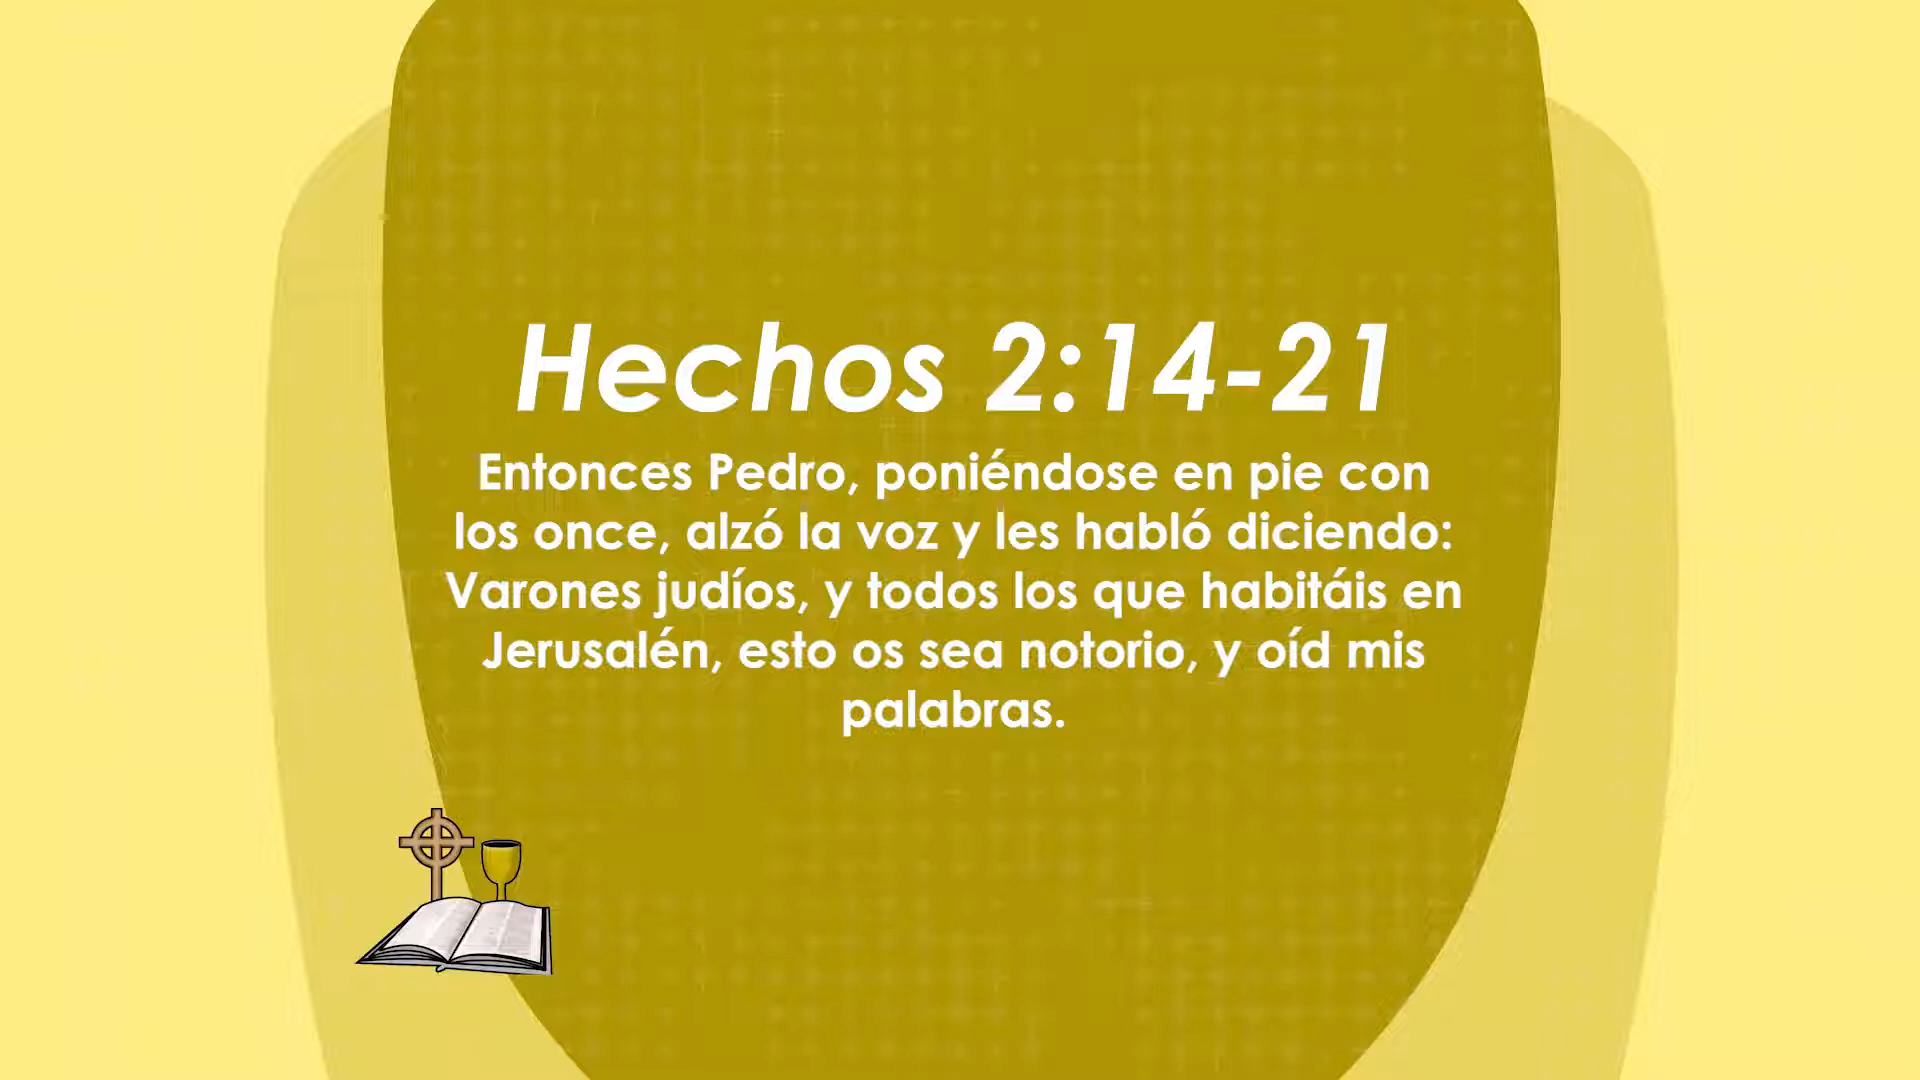 Hechos 2:14-21
Entonces Pedro, poniéndose en pie con
los once, alzó la voz y les habló diciendo:
Varones judíos, y todos los que habitáis en
Jerusalén, esto os sea notorio, y oíd mis
palabras.